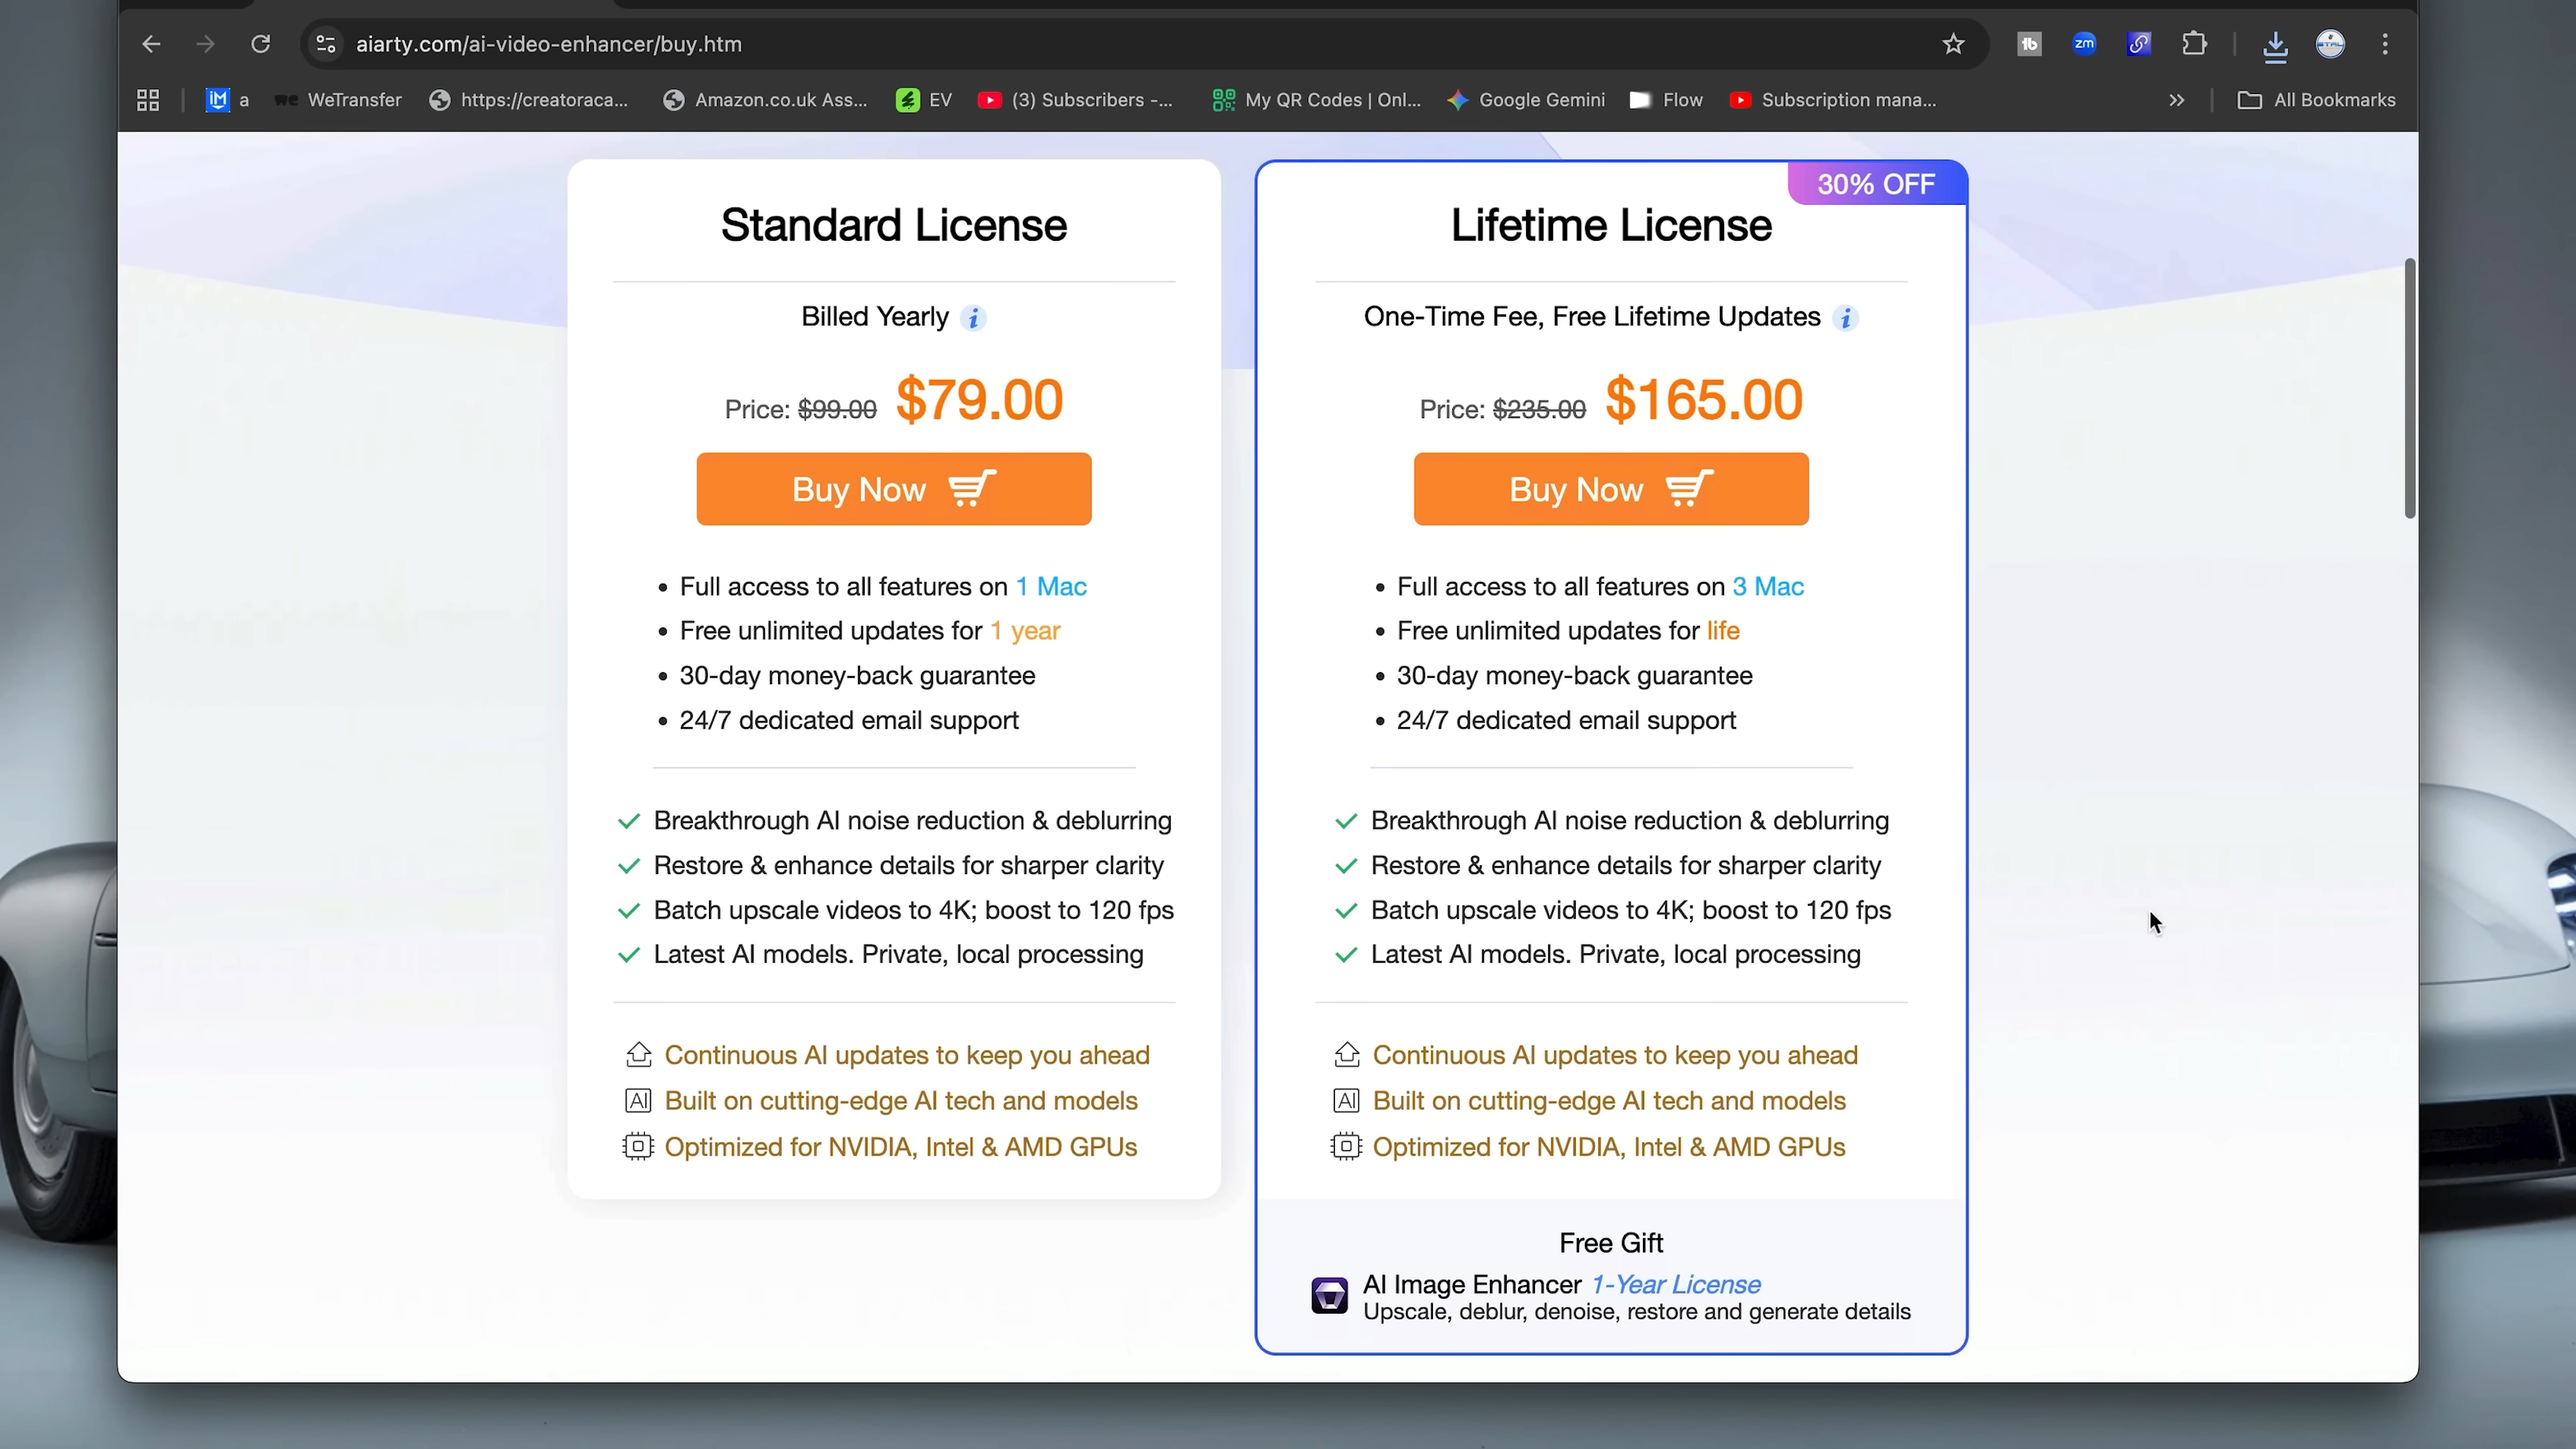 aiarty.com/ai-video-enhancer/buy.htm
tb
zm
iM a
we WeTransfer
https://creatoraca...
Amazon.co.uk Ass...
EV
(3) Subscribers -...
My QR Codes | Onl...
Google Gemini
Flow
Subscription mana...
All Bookmarks
Standard License
Billed Yearly i
Price: $99.00 $79.00
Buy Now
• Full access to all features on 1 Mac
• Free unlimited updates for 1 year
• 30-day money-back guarantee
• 24/7 dedicated email support
Breakthrough AI noise reduction & deblurring
Restore & enhance details for sharper clarity
Batch upscale videos to 4K; boost to 120 fps
Latest AI models. Private, local processing
Continuous AI updates to keep you ahead
AI Built on cutting-edge AI tech and models
Optimized for NVIDIA, Intel & AMD GPUs
30% OFF
Lifetime License
One-Time Fee, Free Lifetime Updates i
Price: $235.00 $165.00
Buy Now
• Full access to all features on 3 Mac
• Free unlimited updates for life
• 30-day money-back guarantee
• 24/7 dedicated email support
Breakthrough AI noise reduction & deblurring
Restore & enhance details for sharper clarity
Batch upscale videos to 4K; boost to 120 fps
Latest AI models. Private, local processing
Continuous AI updates to keep you ahead
AI Built on cutting-edge AI tech and models
Optimized for NVIDIA, Intel & AMD GPUs
Free Gift
AI Image Enhancer 1-Year License
Upscale, deblur, denoise, restore and generate details